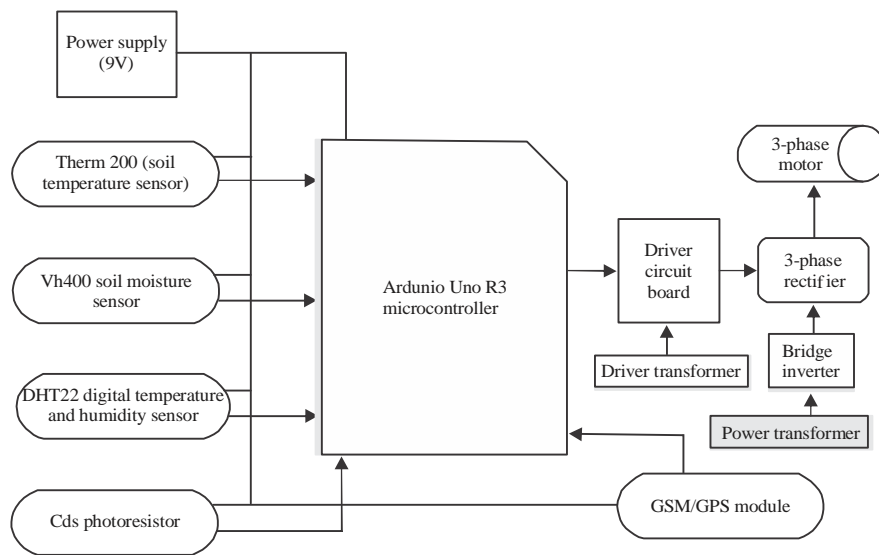 Power supply
(9V)
Therm 200 (soil
temperature sensor)
Vh400 soil moisture
sensor
DHT22 digital temperature
and humidity sensor
Cds photoresistor
Ardunio Uno R3
microcontroller
Driver
circuit
board
Driver transformer
3-phase
motor
3-phase
rectifier
Bridge
inverter
Power transformer
GSM/GPS module